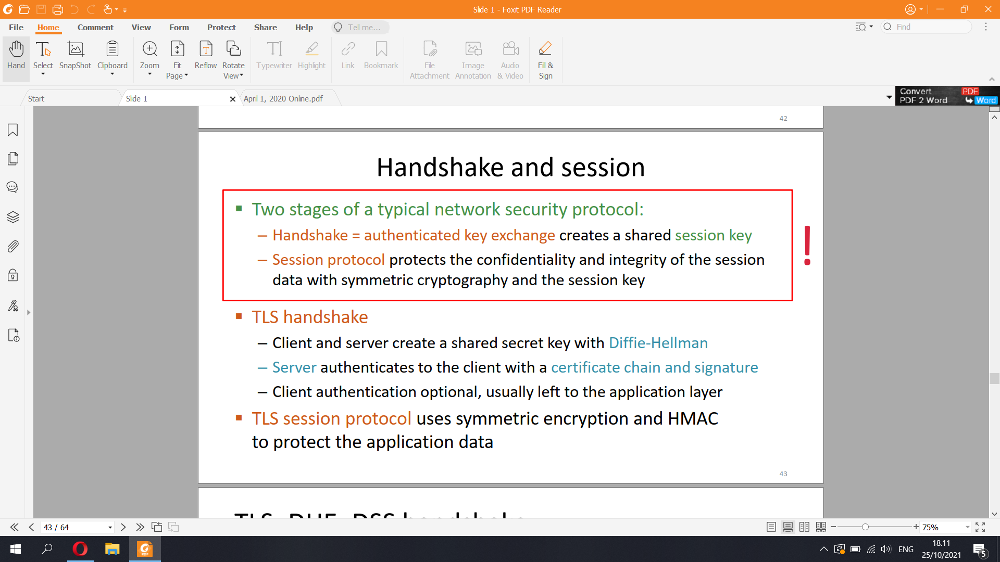 Slide 1 - Foxit PDF Reader
File Home Comment View Form Protect Share Help Tell me... Find
Hand Select SnapShot Clipboard Zoom Fit Page Reflow Rotate View Typewriter Highlight Link Bookmark File Attachment Image Annotation Audio & Video Fill & Sign
Start Slide 1 April 1, 2020 Online.pdf
Convert PDF
PDF 2 Word Word
42
Handshake and session
▪ Two stages of a typical network security protocol:
– Handshake = authenticated key exchange creates a shared session key
– Session protocol protects the confidentiality and integrity of the session
data with symmetric cryptography and the session key
!
▪ TLS handshake
– Client and server create a shared secret key with Diffie-Hellman
– Server authenticates to the client with a certificate chain and signature
– Client authentication optional, usually left to the application layer
▪ TLS session protocol uses symmetric encryption and HMAC
to protect the application data
43
43 / 64 75%
PDF
ENG
18.11
25/10/2021
5